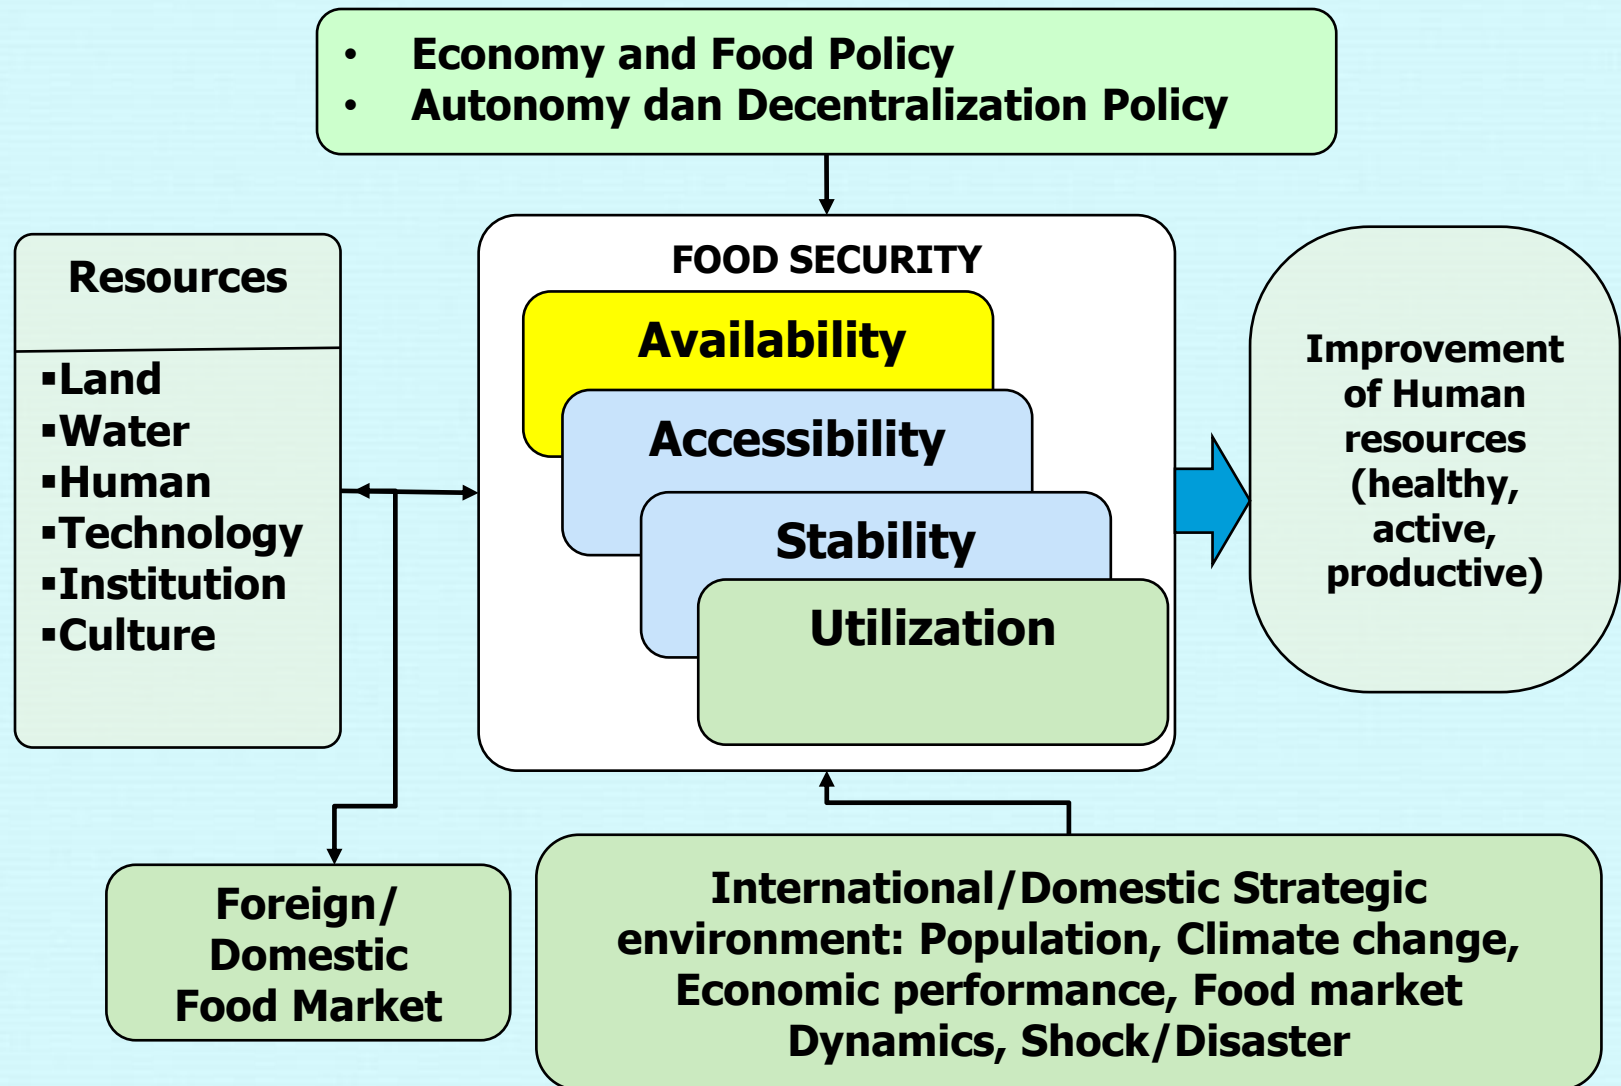 • Economy and Food Policy
• Autonomy dan Decentralization Policy
Resources
▪Land
▪Water
▪Human
▪Technology
▪Institution
▪Culture
FOOD SECURITY
Availability
Accessibility
Stability
Utilization
Improvement
of Human
resources
(healthy,
active,
productive)
Foreign/
Domestic
Food Market
International/Domestic Strategic
environment: Population, Climate change,
Economic performance, Food market
Dynamics, Shock/Disaster